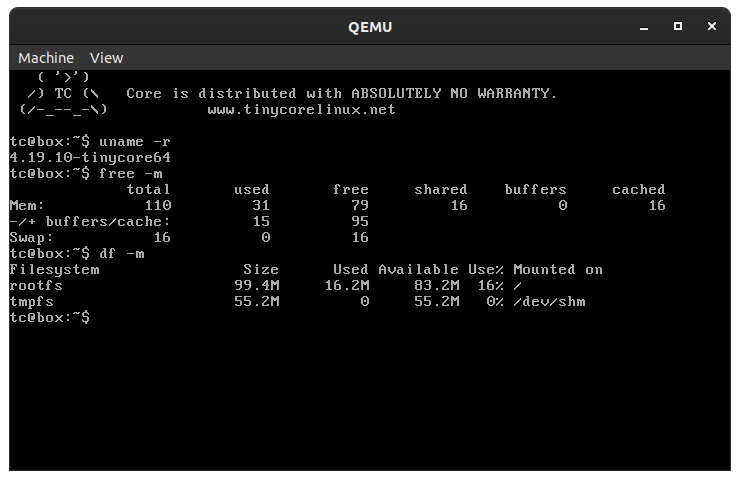 QEMU
Machine View
( '>')
/) TC (\ Core is distributed with ABSOLUTELY NO WARRANTY.
(/-_--_-\) www.tinycorelinux.net
tc@box:~$ uname -r
4.19.10-tinycore64
tc@box:~$ free -m
total used free shared buffers cached
Mem: 110 31 79 16 0 16
-/+ buffers/cache: 15 95
Swap: 16 0 16
tc@box:~$ df -m
Filesystem Size Used Available Use% Mounted on
rootfs 99.4M 16.2M 83.2M 16% /
tmpfs 55.2M 0 55.2M 0% /dev/shm
tc@box:~$